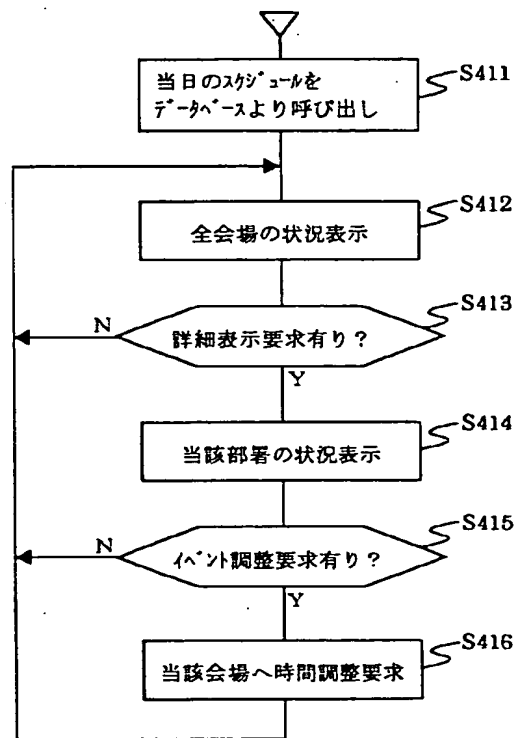 当日のｽｹｼﾞｭｰﾙを
ﾃﾞｰﾀﾍﾞｰｽより呼び出し
S411
全会場の状況表示
S412
詳細表示要求有り？
S413
N
Y
当該部署の状況表示
S414
ｲﾍﾞﾝﾄ調整要求有り？
S415
N
Y
当該会場へ時間調整要求
S416